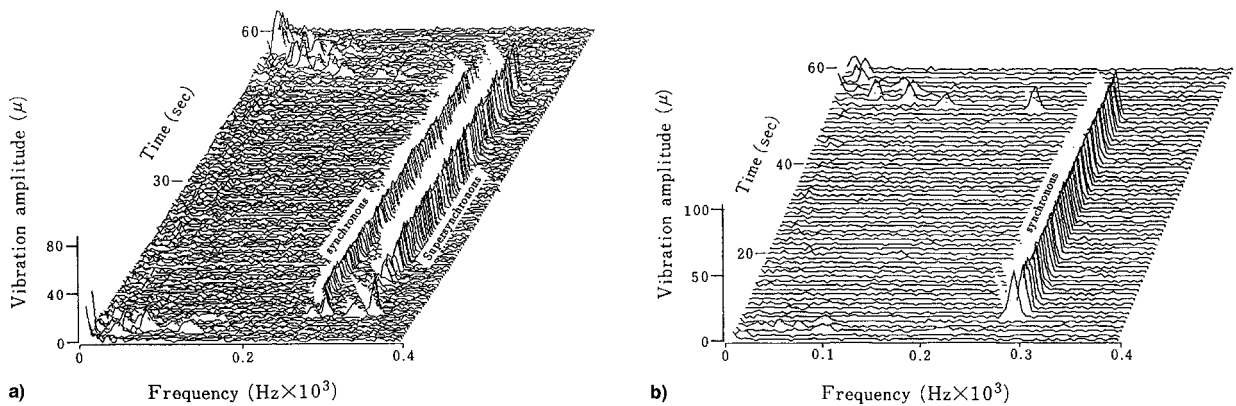 60
Time (sec)
30
Vibration amplitude (μ)
80
40
0
synchronous
Supersynchronous
0
0.2
0.4
Frequency (Hz×10³)
a)
60
Time (sec)
40
20
Vibration amplitude (μ)
100
50
0
synchronous
0
0.1
0.2
0.3
0.4
Frequency (Hz×10³)
b)